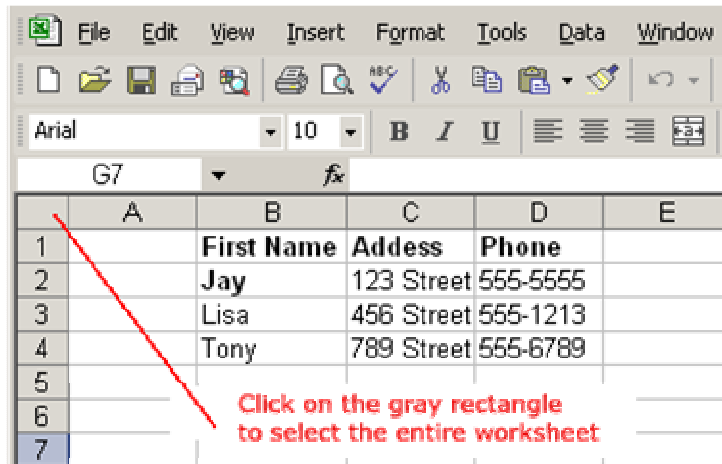 File Edit View Insert Format Tools Data Window
ABC
Arial 10 B I U a
G7 fx
A B C D E
1 First Name Addess Phone
2 Jay 123 Street 555-5555
3 Lisa 456 Street 555-1213
4 Tony 789 Street 555-6789
5
6 Click on the gray rectangle
7 to select the entire worksheet